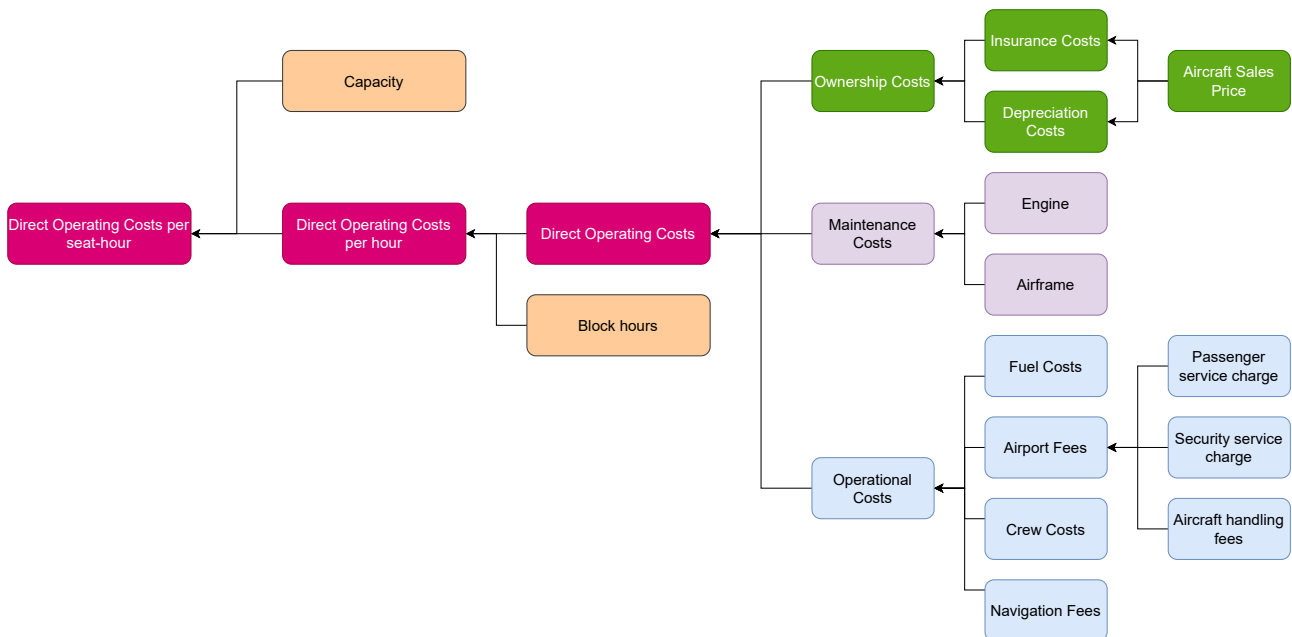 Capacity
Direct Operating Costs per
seat-hour
Direct Operating Costs
per hour
Direct Operating Costs
Block hours
Ownership Costs
Insurance Costs
Depreciation
Costs
Aircraft Sales
Price
Maintenance
Costs
Engine
Airframe
Operational
Costs
Fuel Costs
Airport Fees
Crew Costs
Navigation Fees
Passenger
service charge
Security service
charge
Aircraft handling
fees